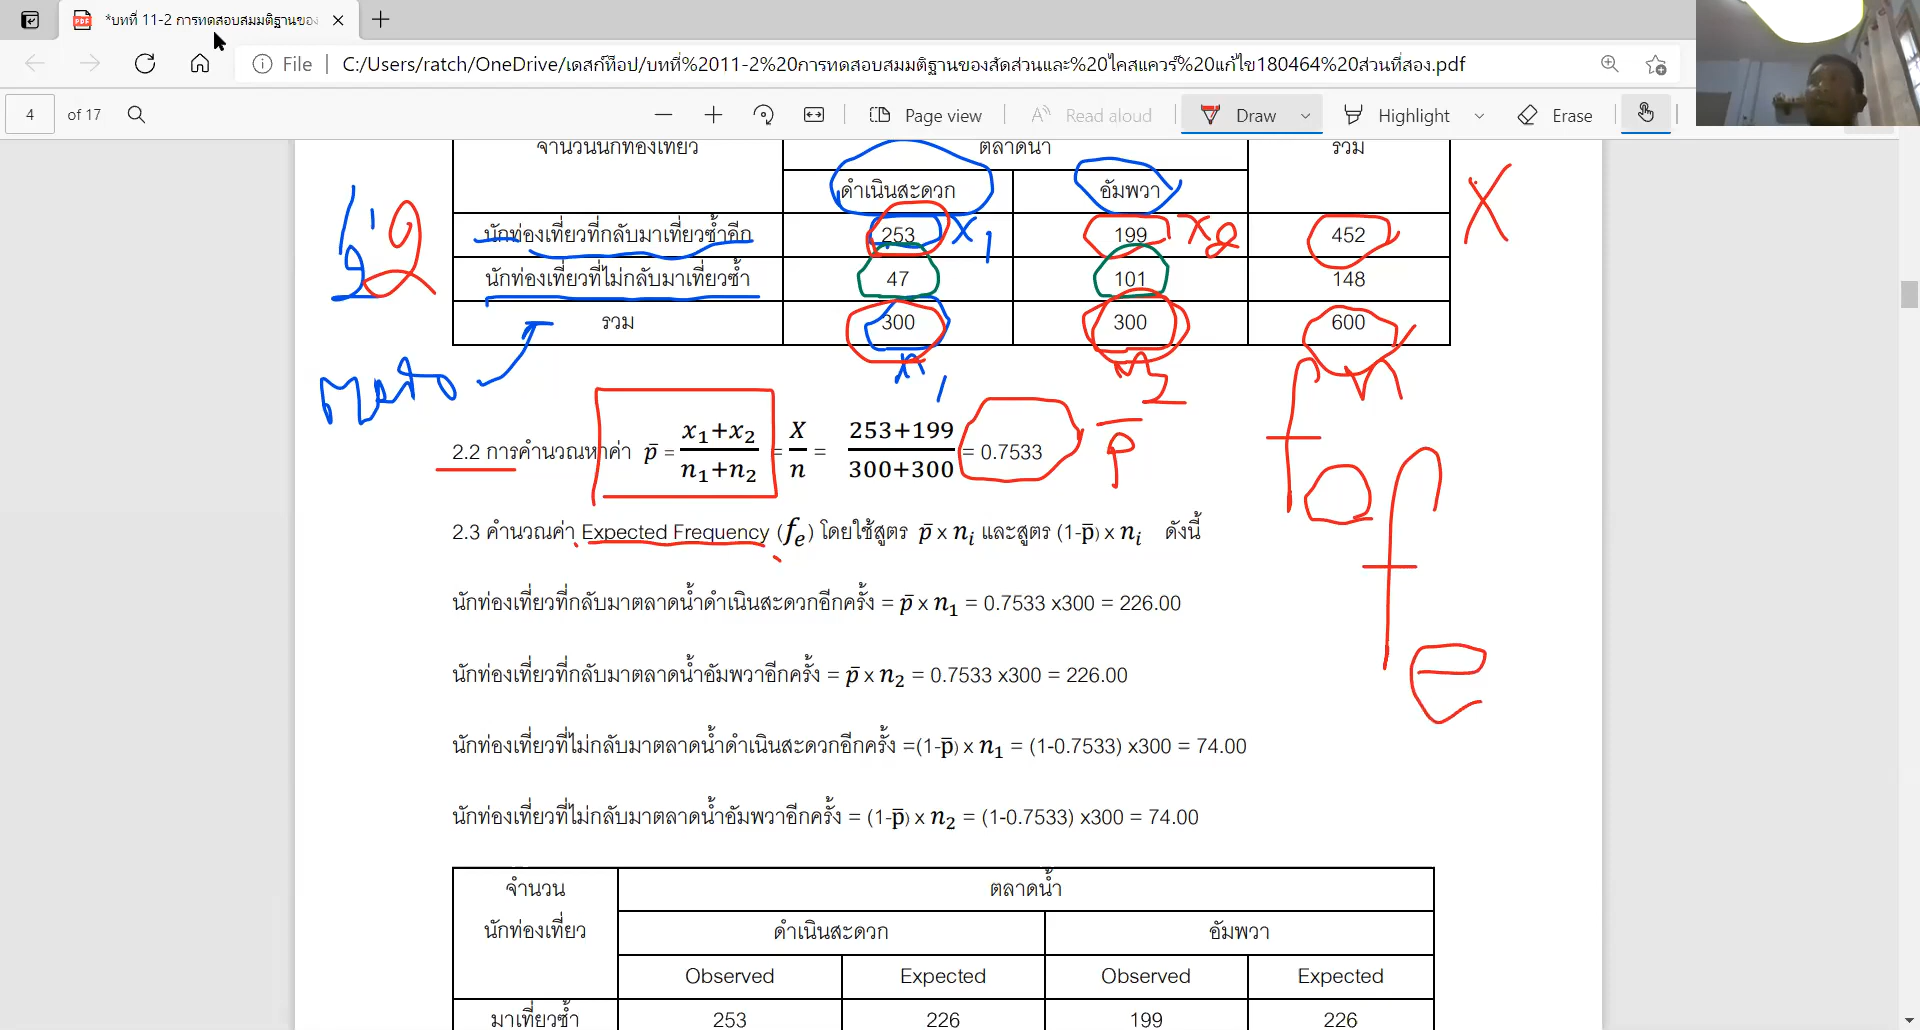 *บทที่ 11-2 การทดสอบสมมติฐานของ
File
C:/Users/ratch/OneDrive/เดสก์ท็อป/บทที่%2011-2%20การทดสอบสมมติฐานของสัดส่วนและ%20ไคสแควร์%20แก้ไข180464%20ส่วนที่สอง.pdf
4 of 17
Page view
Read aloud
Draw
Highlight
Erase
จำนวนนักท่องเที่ยว ตลาดน้ำ รวม
ดำเนินสะดวก อัมพวา
นักท่องเที่ยวที่กลับมาเที่ยวซ้ำอีก 253 x1 199 x2 452
นักท่องเที่ยวที่ไม่กลับมาเที่ยวซ้ำ 47 101 148
รวม 300 300 600
n1 n2
2.2 การคำนวณหาค่า p̄ = x₁+x₂ / n₁+n₂ = X / n = 253+199 / 300+300 = 0.7533 p̄
2.3 คำนวณค่า Expected Frequency (fₑ) โดยใช้สูตร p̄ x nᵢ และสูตร (1-p̄) x nᵢ ดังนี้
นักท่องเที่ยวที่กลับมาตลาดน้ำดำเนินสะดวกอีกครั้ง = p̄ x n₁ = 0.7533 x300 = 226.00
นักท่องเที่ยวที่กลับมาตลาดน้ำอัมพวาอีกครั้ง = p̄ x n₂ = 0.7533 x300 = 226.00
นักท่องเที่ยวที่ไม่กลับมาตลาดน้ำดำเนินสะดวกอีกครั้ง =(1-p̄) x n₁ = (1-0.7533) x300 = 74.00
นักท่องเที่ยวที่ไม่กลับมาตลาดน้ำอัมพวาอีกครั้ง = (1-p̄) x n₂ = (1-0.7533) x300 = 74.00
จำนวน ตลาดน้ำ
นักท่องเที่ยว ดำเนินสะดวก อัมพวา
Observed Expected Observed Expected
มาเที่ยวซ้ำ 253 226 199 226